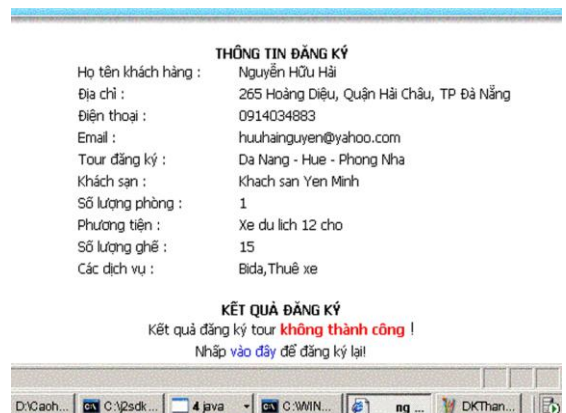 THÔNG TIN ĐĂNG KÝ
Họ tên khách hàng : Nguyễn Hữu Hải
Địa chỉ : 265 Hoàng Diệu, Quận Hải Châu, TP Đà Nẵng
Điện thoại : 0914034883
Email : huuhainguyen@yahoo.com
Tour đăng ký : Da Nang - Hue - Phong Nha
Khách sạn : Khach san Yen Minh
Số lượng phòng : 1
Phương tiện : Xe du lich 12 cho
Số lượng ghế : 15
Các dịch vụ : Bida,Thuê xe
KẾT QUẢ ĐĂNG KÝ
Kết quả đăng ký tour không thành công !
Nhấp vào đây để đăng ký lại!
D:\Caoh... C:\j2sdk... 4 java C:\WIN... ng ... DKThan...